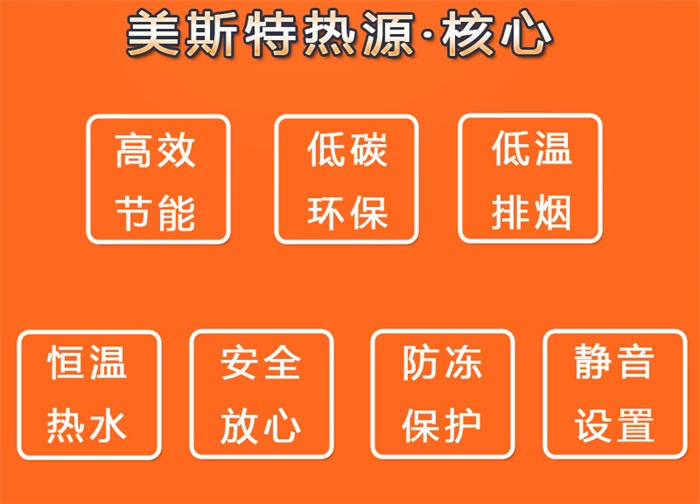 美斯特热源·核心
高效
节能
低碳
环保
低温
排烟
恒温
热水
安全
放心
防冻
保护
静音
设置